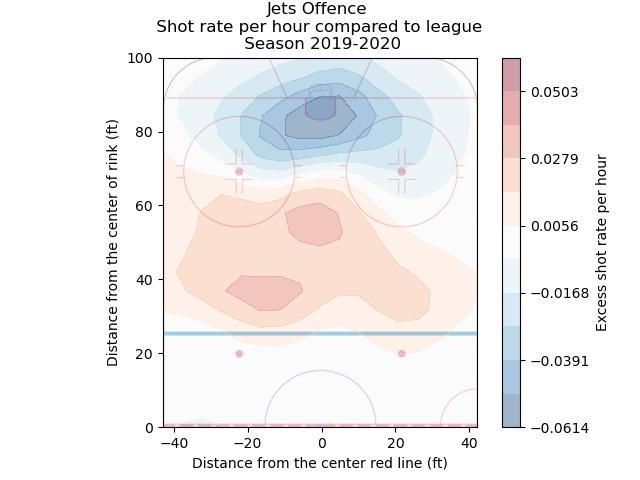 Jets Offence
Shot rate per hour compared to league
Season 2019-2020
100
80
60
40
20
0
−40
−20
0
20
40
Distance from the center of rink (ft)
Distance from the center red line (ft)
0.0503
0.0279
0.0056
−0.0168
−0.0391
−0.0614
Excess shot rate per hour